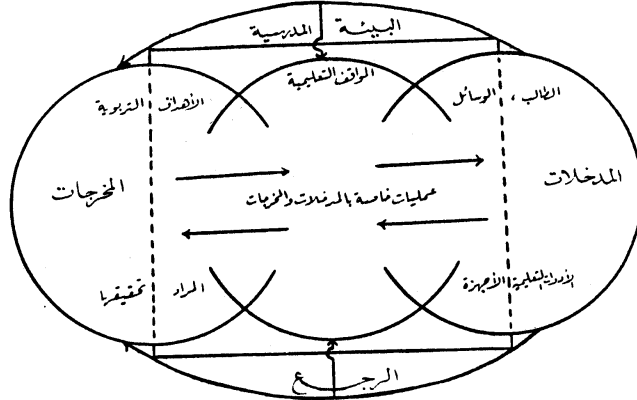 البيئة المدرسية
المواقف التعليمية
الطالب ، الوسائل
الأهداف التربوية
المدخلات
المخرجات
عمليات خاصة بالمدخلات والمخرجات
الأدوات التعليمية الأجهزة
المراد تحقيقها
الرجع